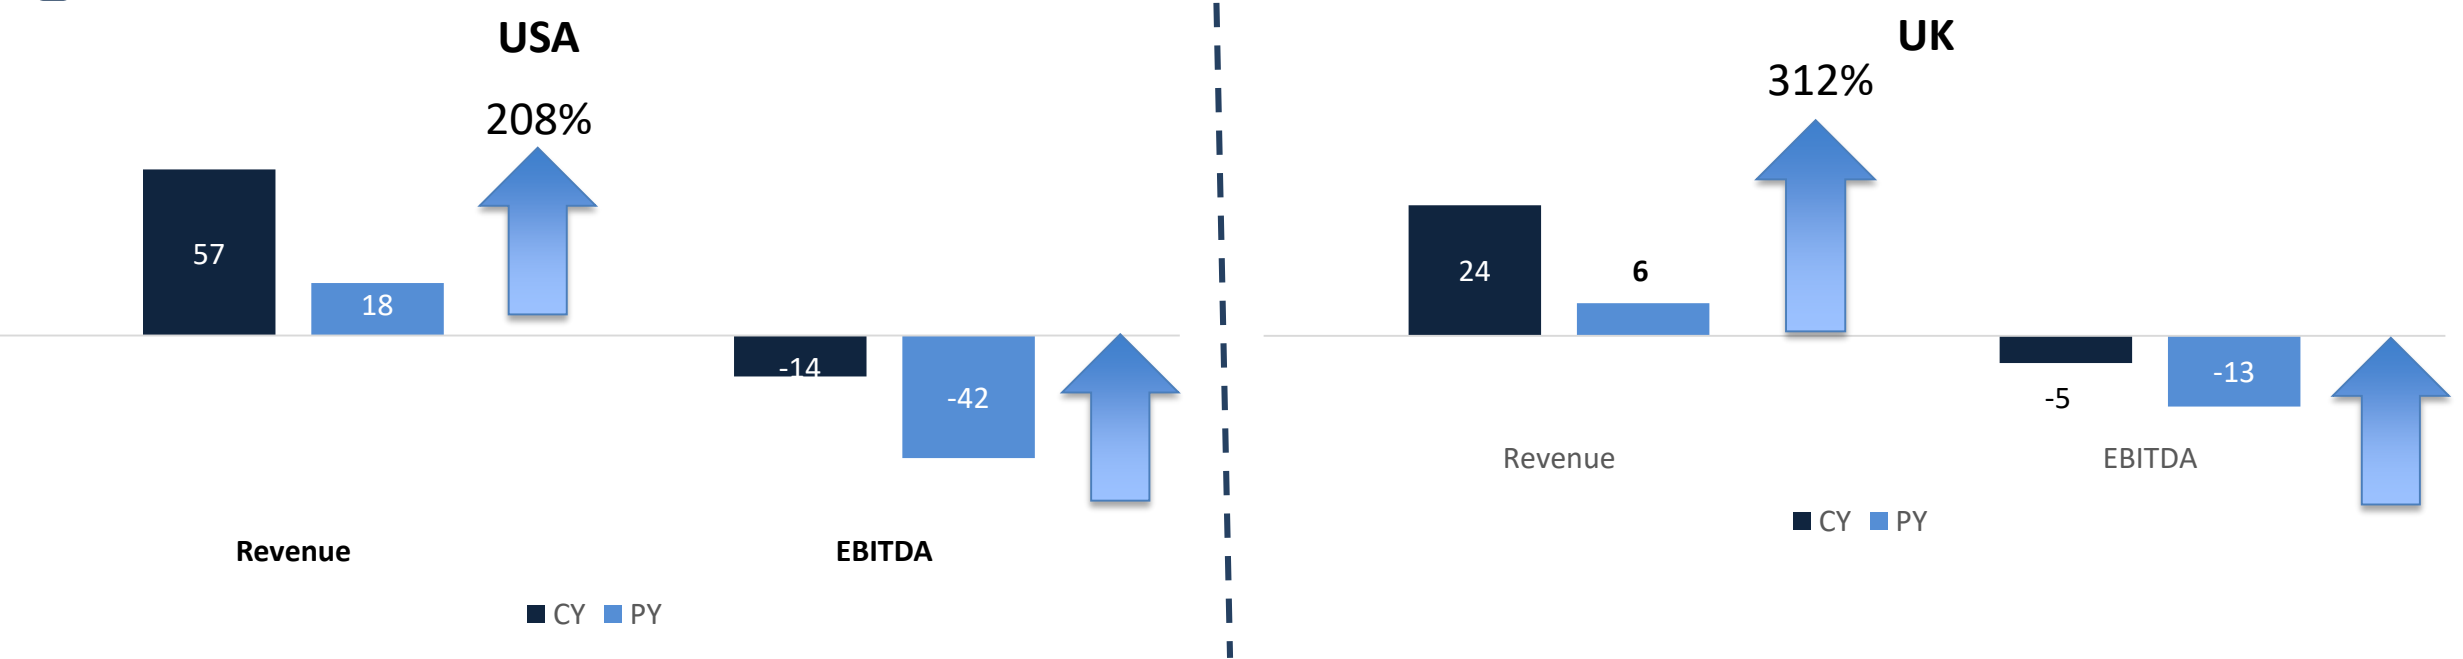 USA
208%
57
18
-14
-42
Revenue
EBITDA
CY
PY
UK
312%
24
6
-5
-13
Revenue
EBITDA
CY
PY